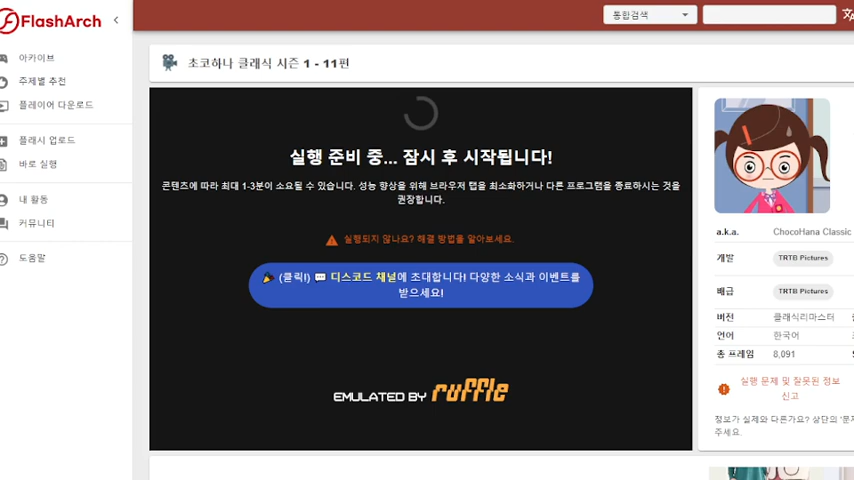 FlashArch
통합검색
아카이브
주제별 추천
플레이어 다운로드
플래시 업로드
바로 실행
내 활동
커뮤니티
도움말
초코하나 클래식 시즌 1 - 11편
실행 준비 중... 잠시 후 시작됩니다!
콘텐츠에 따라 최대 1-3분이 소요될 수 있습니다. 성능 향상을 위해 브라우저 탭을 최소화하거나 다른 프로그램을 종료하시는 것을
권장합니다.
실행되지 않나요? 해결 방법을 알아보세요.
(클릭!) 디스코드 채널에 초대합니다! 다양한 소식과 이벤트를
받으세요!
EMULATED BY ruffle
a.k.a. ChocoHana Classic
개발 TRTB Pictures
배급 TRTB Pictures
버전 클래식리마스터
언어 한국어
총 프레임 8,091
실행 문제 및 잘못된 정보
신고
정보가 실제와 다른가요? 상단의 '문
주세요.